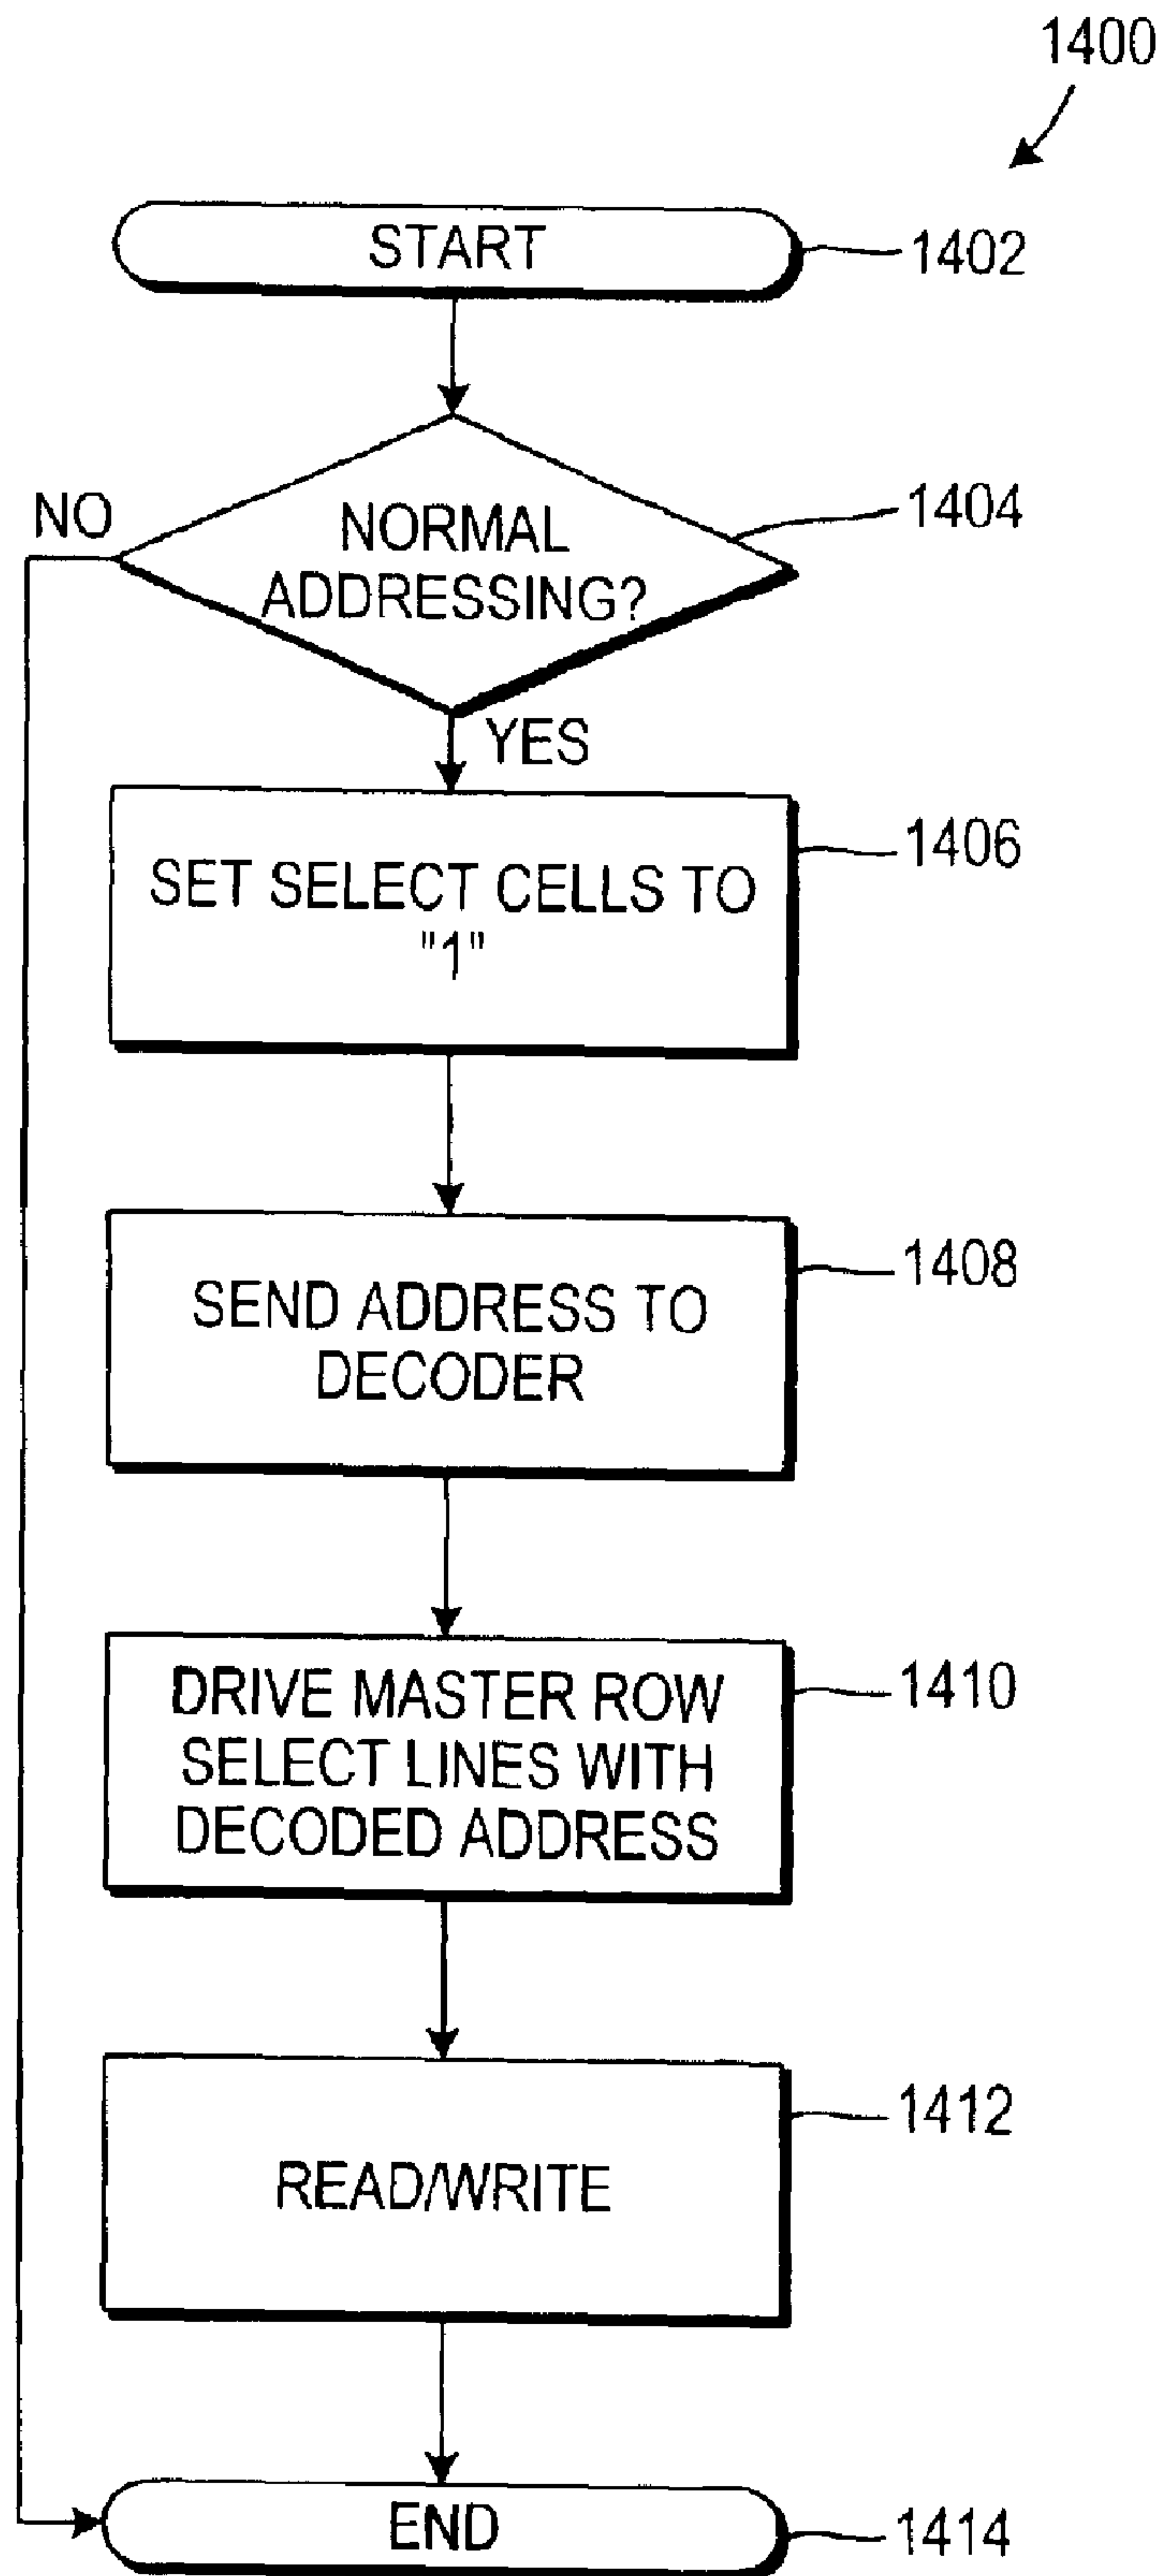 1400
START
1402
NO
NORMAL
ADDRESSING?
1404
YES
SET SELECT CELLS TO
"1"
1406
SEND ADDRESS TO
DECODER
1408
DRIVE MASTER ROW
SELECT LINES WITH
DECODED ADDRESS
1410
READ/WRITE
1412
END
1414